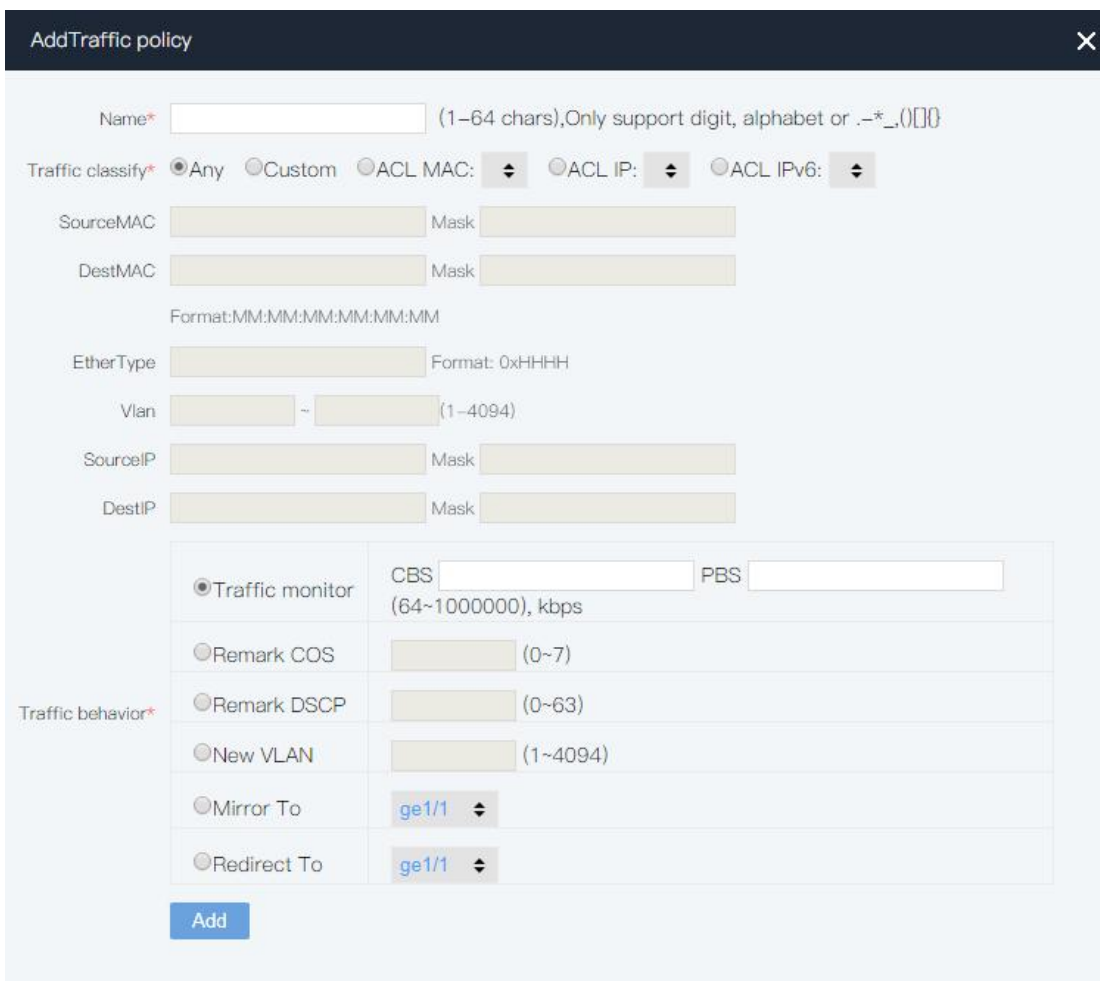 AddTraffic policy
Name* (1-64 chars),Only support digit, alphabet or .-*_,()[]{}
Traffic classify* Any Custom ACL MAC: ACL IP: ACL IPv6:
SourceMAC Mask
DestMAC Mask
Format:MM:MM:MM:MM:MM:MM
EtherType Format: 0xHHHH
Vlan ~ (1-4094)
SourceIP Mask
DestIP Mask
Traffic monitor CBS PBS
(64~1000000), kbps
Remark COS (0~7)
Remark DSCP (0~63)
Traffic behavior*
New VLAN (1~4094)
Mirror To ge1/1
Redirect To ge1/1
Add